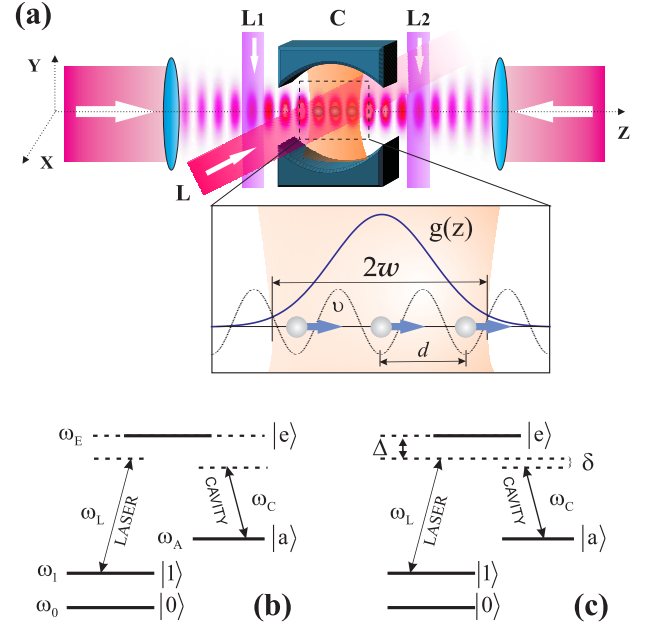 (a)
L1 C L2
Y
X
Z
L
g(z)
2w
υ
d
ω_E |e⟩
ω_L LASER CAVITY ω_C
ω_A |a⟩
ω_1 |1⟩
ω_0 |0⟩
(b)
Δ |e⟩
δ
ω_L LASER CAVITY ω_C
|a⟩
|1⟩
|0⟩
(c)